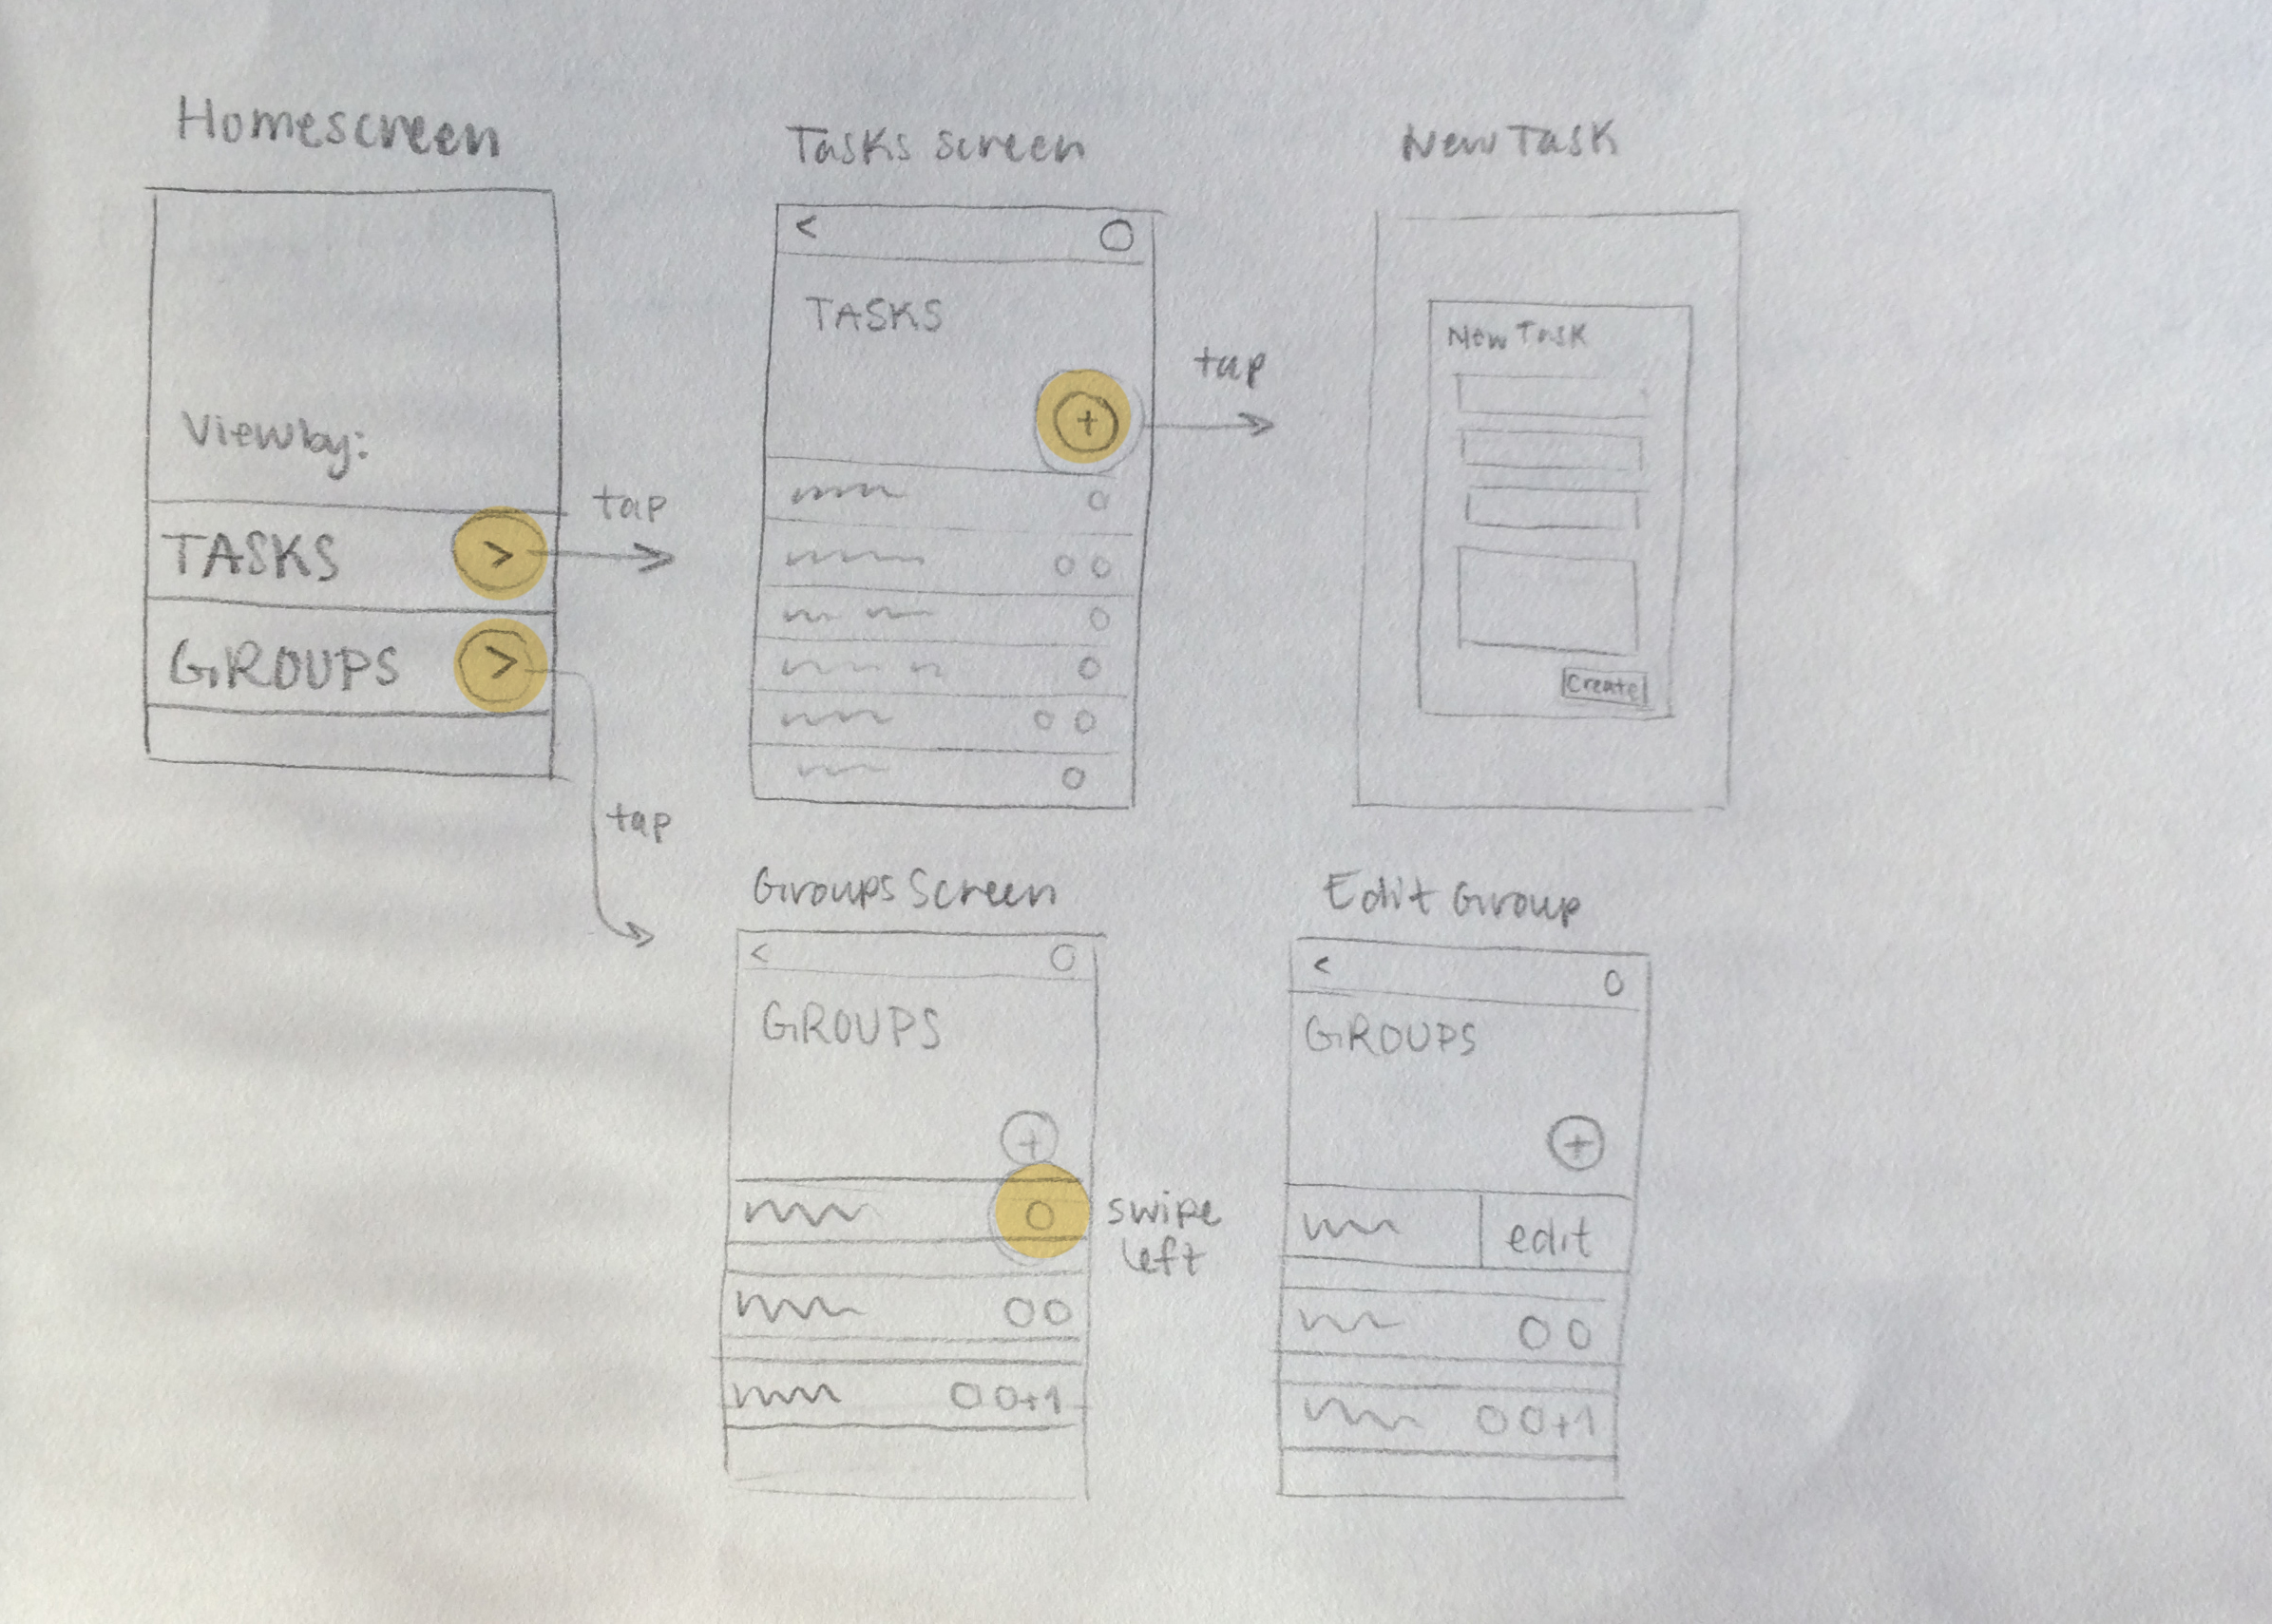 Homescreen
View by:
TASKS >
tap
GROUPS >
tap
Tasks screen
<
TASKS
+
tap
New Task
New Task
Create
Groups Screen
<
GROUPS
+
swipe
left
+1
Edit Group
<
GROUPS
+
edit
+1